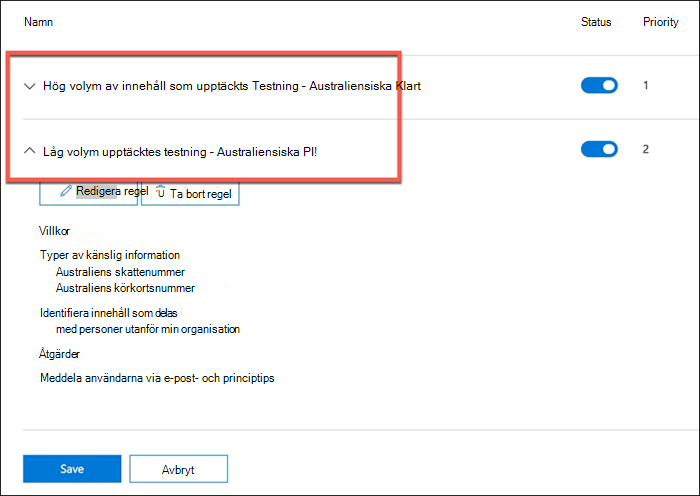 Namn Status Priority
Hög volym av innehåll som upptäckts Testning - Australiensiska Klart 1
Låg volym upptäcktes testning - Australiensiska PI! 2
Redigera regel Ta bort regel
Villkor
Typer av känslig information
Australiens skattenummer
Australiens körkortsnummer
Identifiera innehåll som delas
med personer utanför min organisation
Åtgärder
Meddela användarna via e-post- och principtips
Save Avbryt